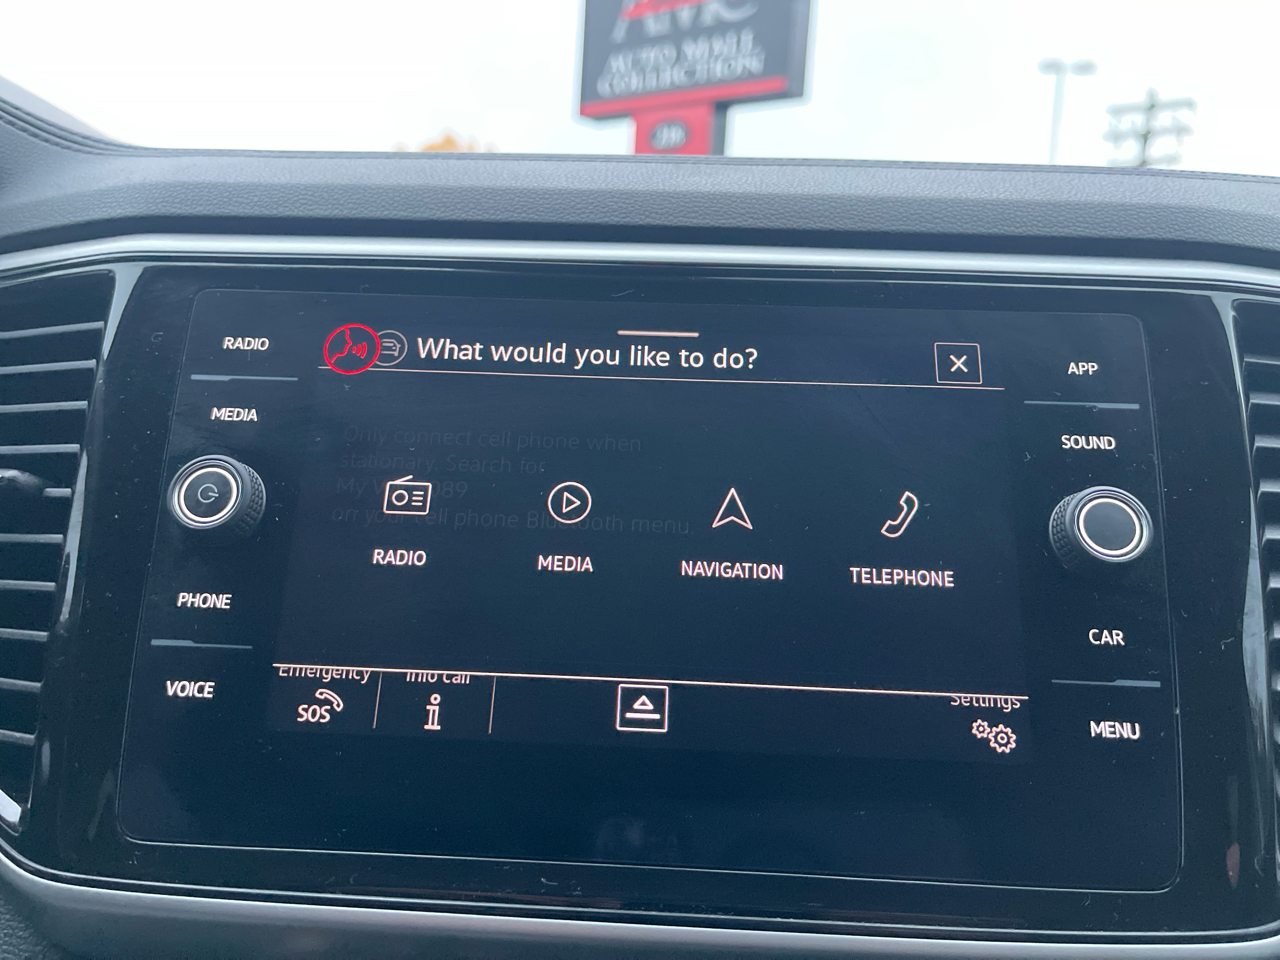 AUTO MALL
COLLECTION
RADIO
MEDIA
PHONE
VOICE
What would you like to do?
Only connect cell phone when
stationary. Search for
My 089
your cell phone Bluetooth menu.
RADIO
MEDIA
NAVIGATION
TELEPHONE
Emergency
SOS
Info Call
i
Settings
APP
SOUND
CAR
MENU